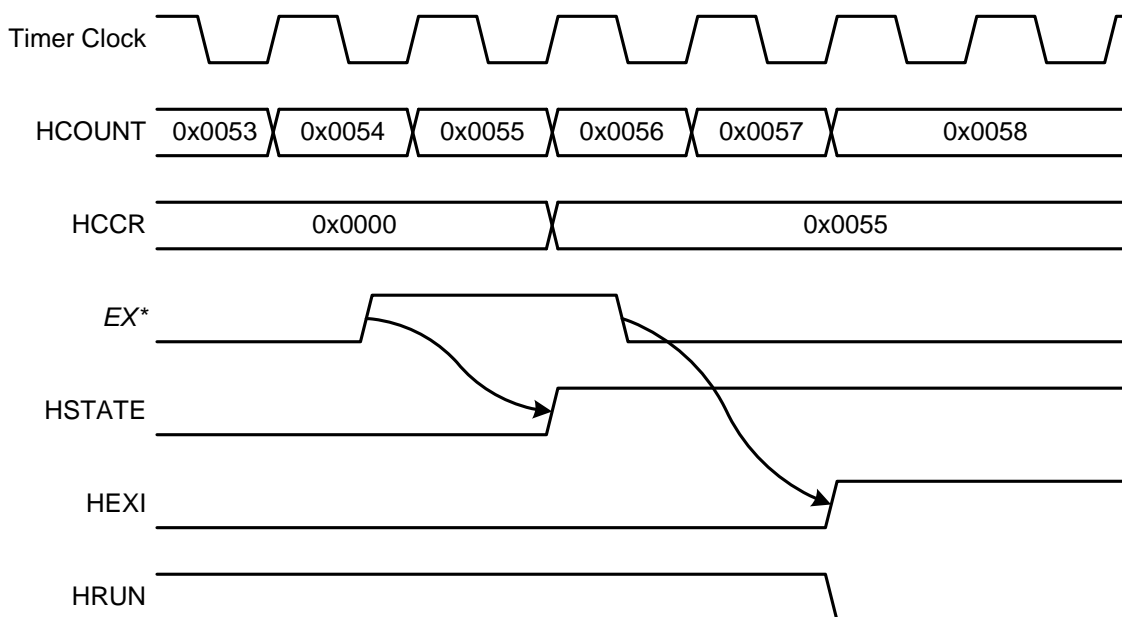 Timer Clock
HCOUNT 0x0053 0x0054 0x0055 0x0056 0x0057 0x0058
HCCR 0x0000 0x0055
EX*
HSTATE
HEXI
HRUN